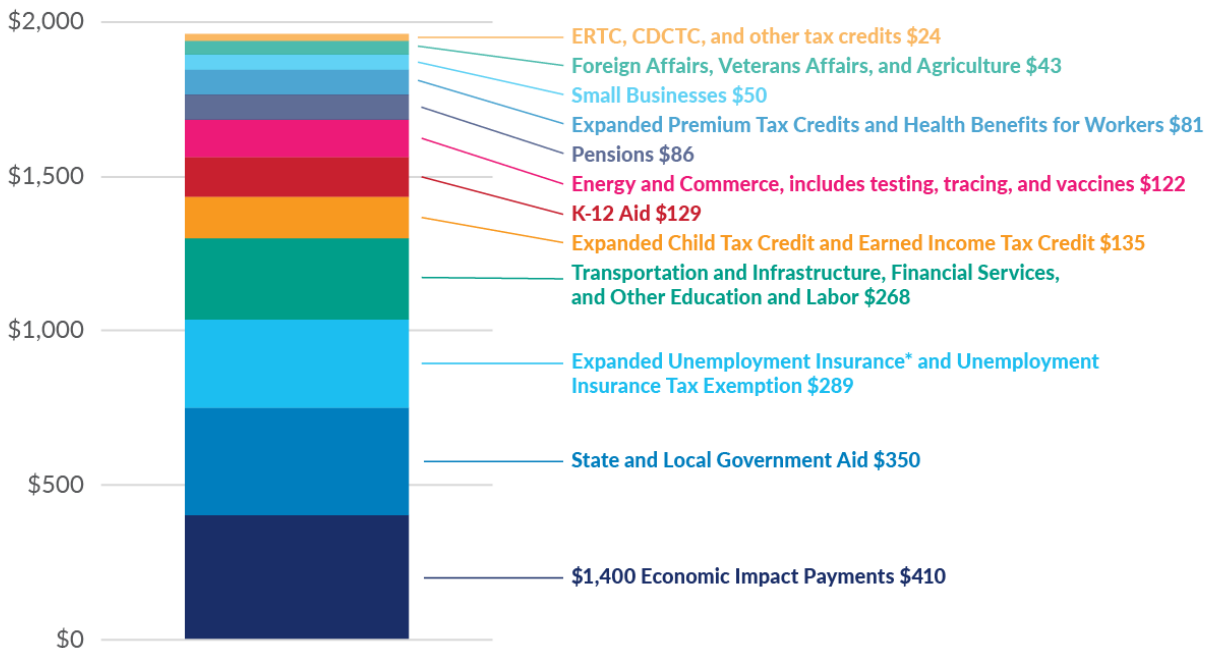 $2,000
$1,500
$1,000
$500
$0
ERTC, CDCTC, and other tax credits $24
Foreign Affairs, Veterans Affairs, and Agriculture $43
Small Businesses $50
Expanded Premium Tax Credits and Health Benefits for Workers $81
Pensions $86
Energy and Commerce, includes testing, tracing, and vaccines $122
K-12 Aid $129
Expanded Child Tax Credit and Earned Income Tax Credit $135
Transportation and Infrastructure, Financial Services,
and Other Education and Labor $268
Expanded Unemployment Insurance* and Unemployment
Insurance Tax Exemption $289
State and Local Government Aid $350
$1,400 Economic Impact Payments $410